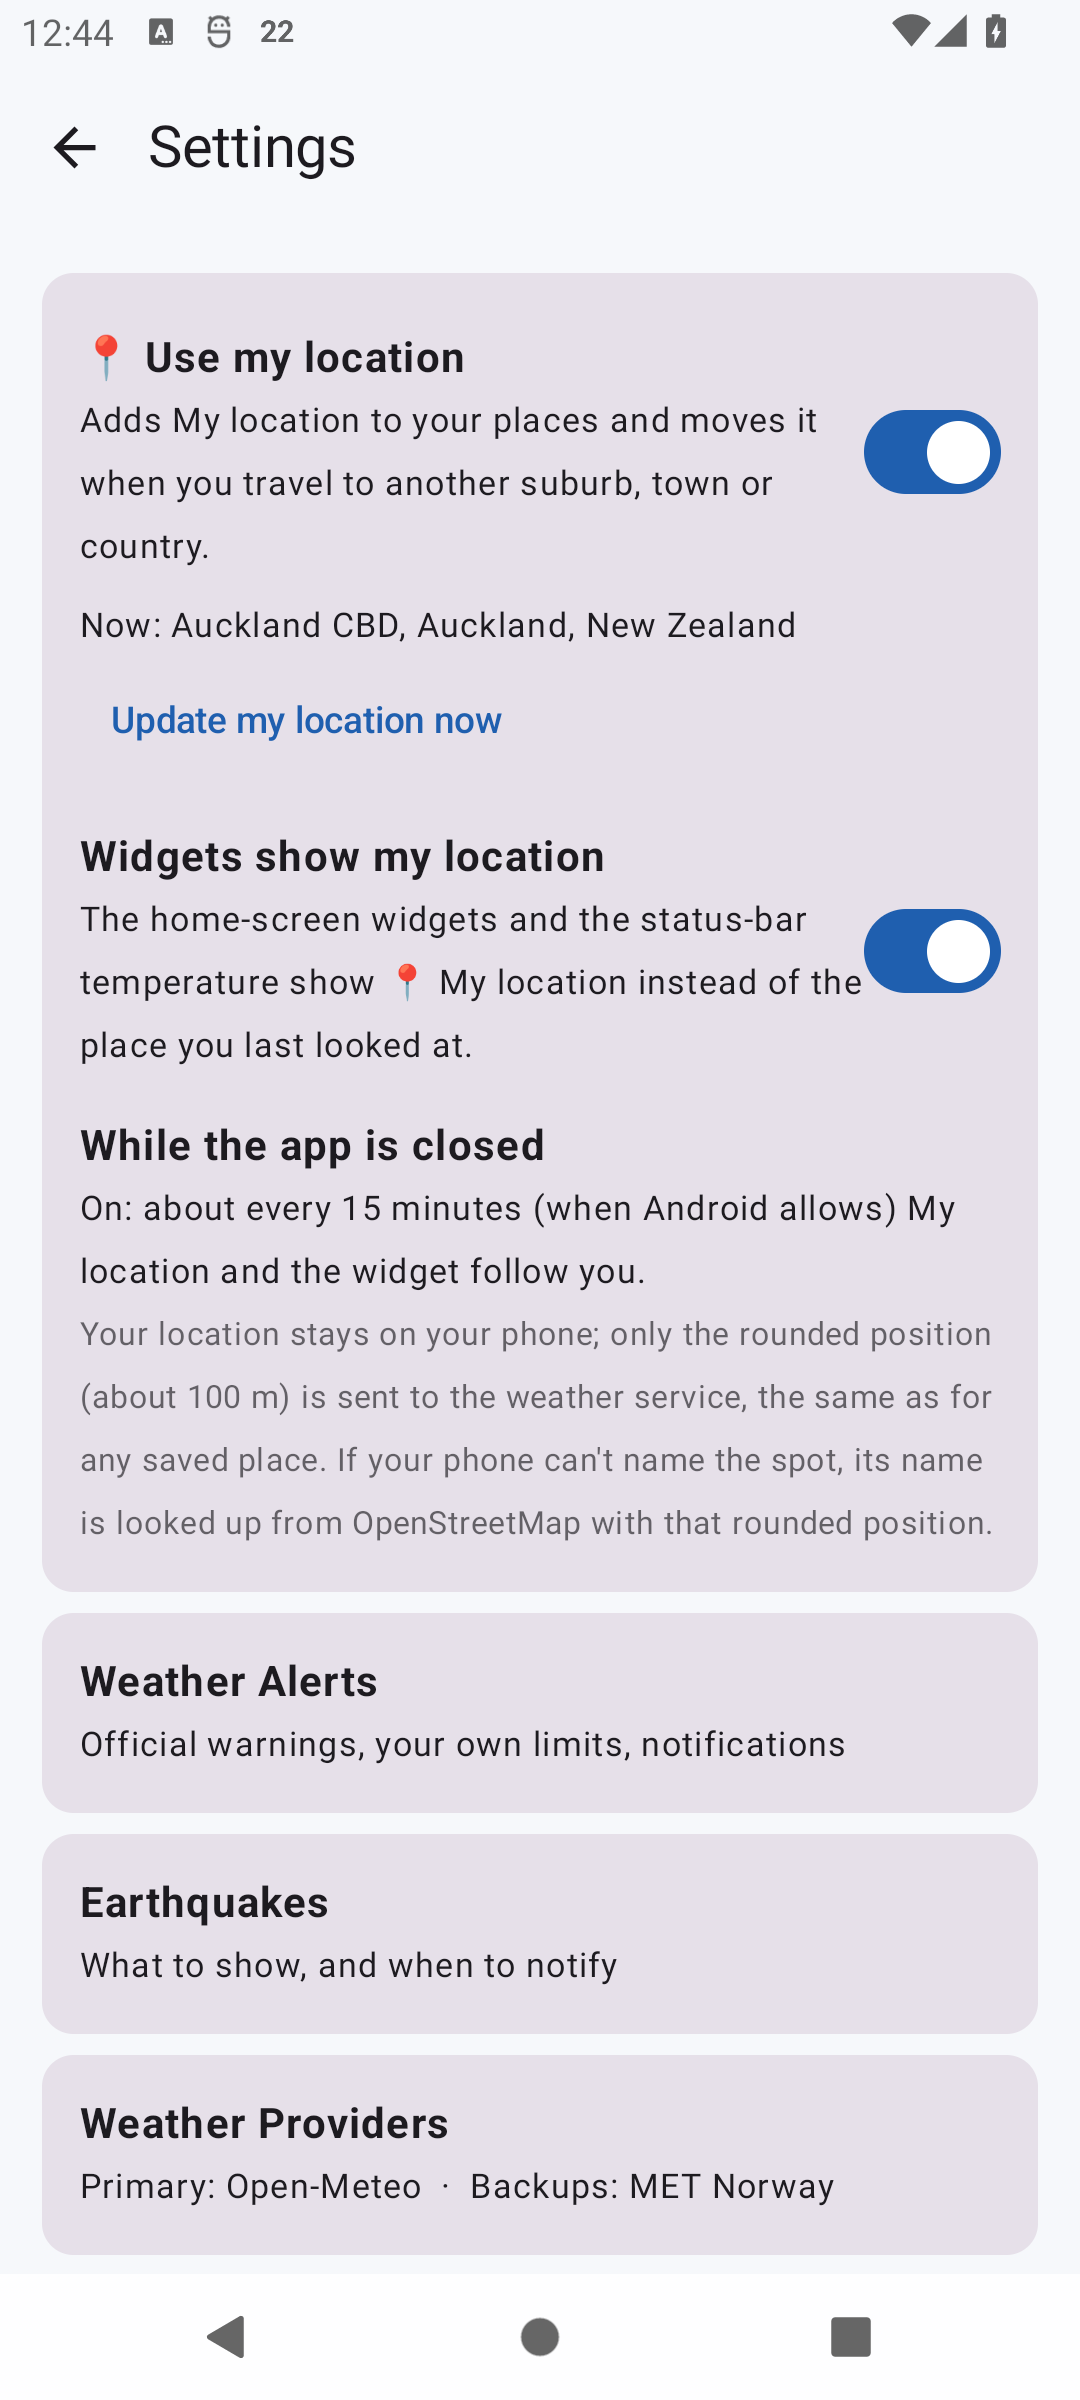 12:44 22
Settings
Use my location
Adds My location to your places and moves it
when you travel to another suburb, town or
country.
Now: Auckland CBD, Auckland, New Zealand
Update my location now
Widgets show my location
The home-screen widgets and the status-bar
temperature show 📍 My location instead of the
place you last looked at.
While the app is closed
On: about every 15 minutes (when Android allows) My
location and the widget follow you.
Your location stays on your phone; only the rounded position
(about 100 m) is sent to the weather service, the same as for
any saved place. If your phone can't name the spot, its name
is looked up from OpenStreetMap with that rounded position.
Weather Alerts
Official warnings, your own limits, notifications
Earthquakes
What to show, and when to notify
Weather Providers
Primary: Open-Meteo · Backups: MET Norway